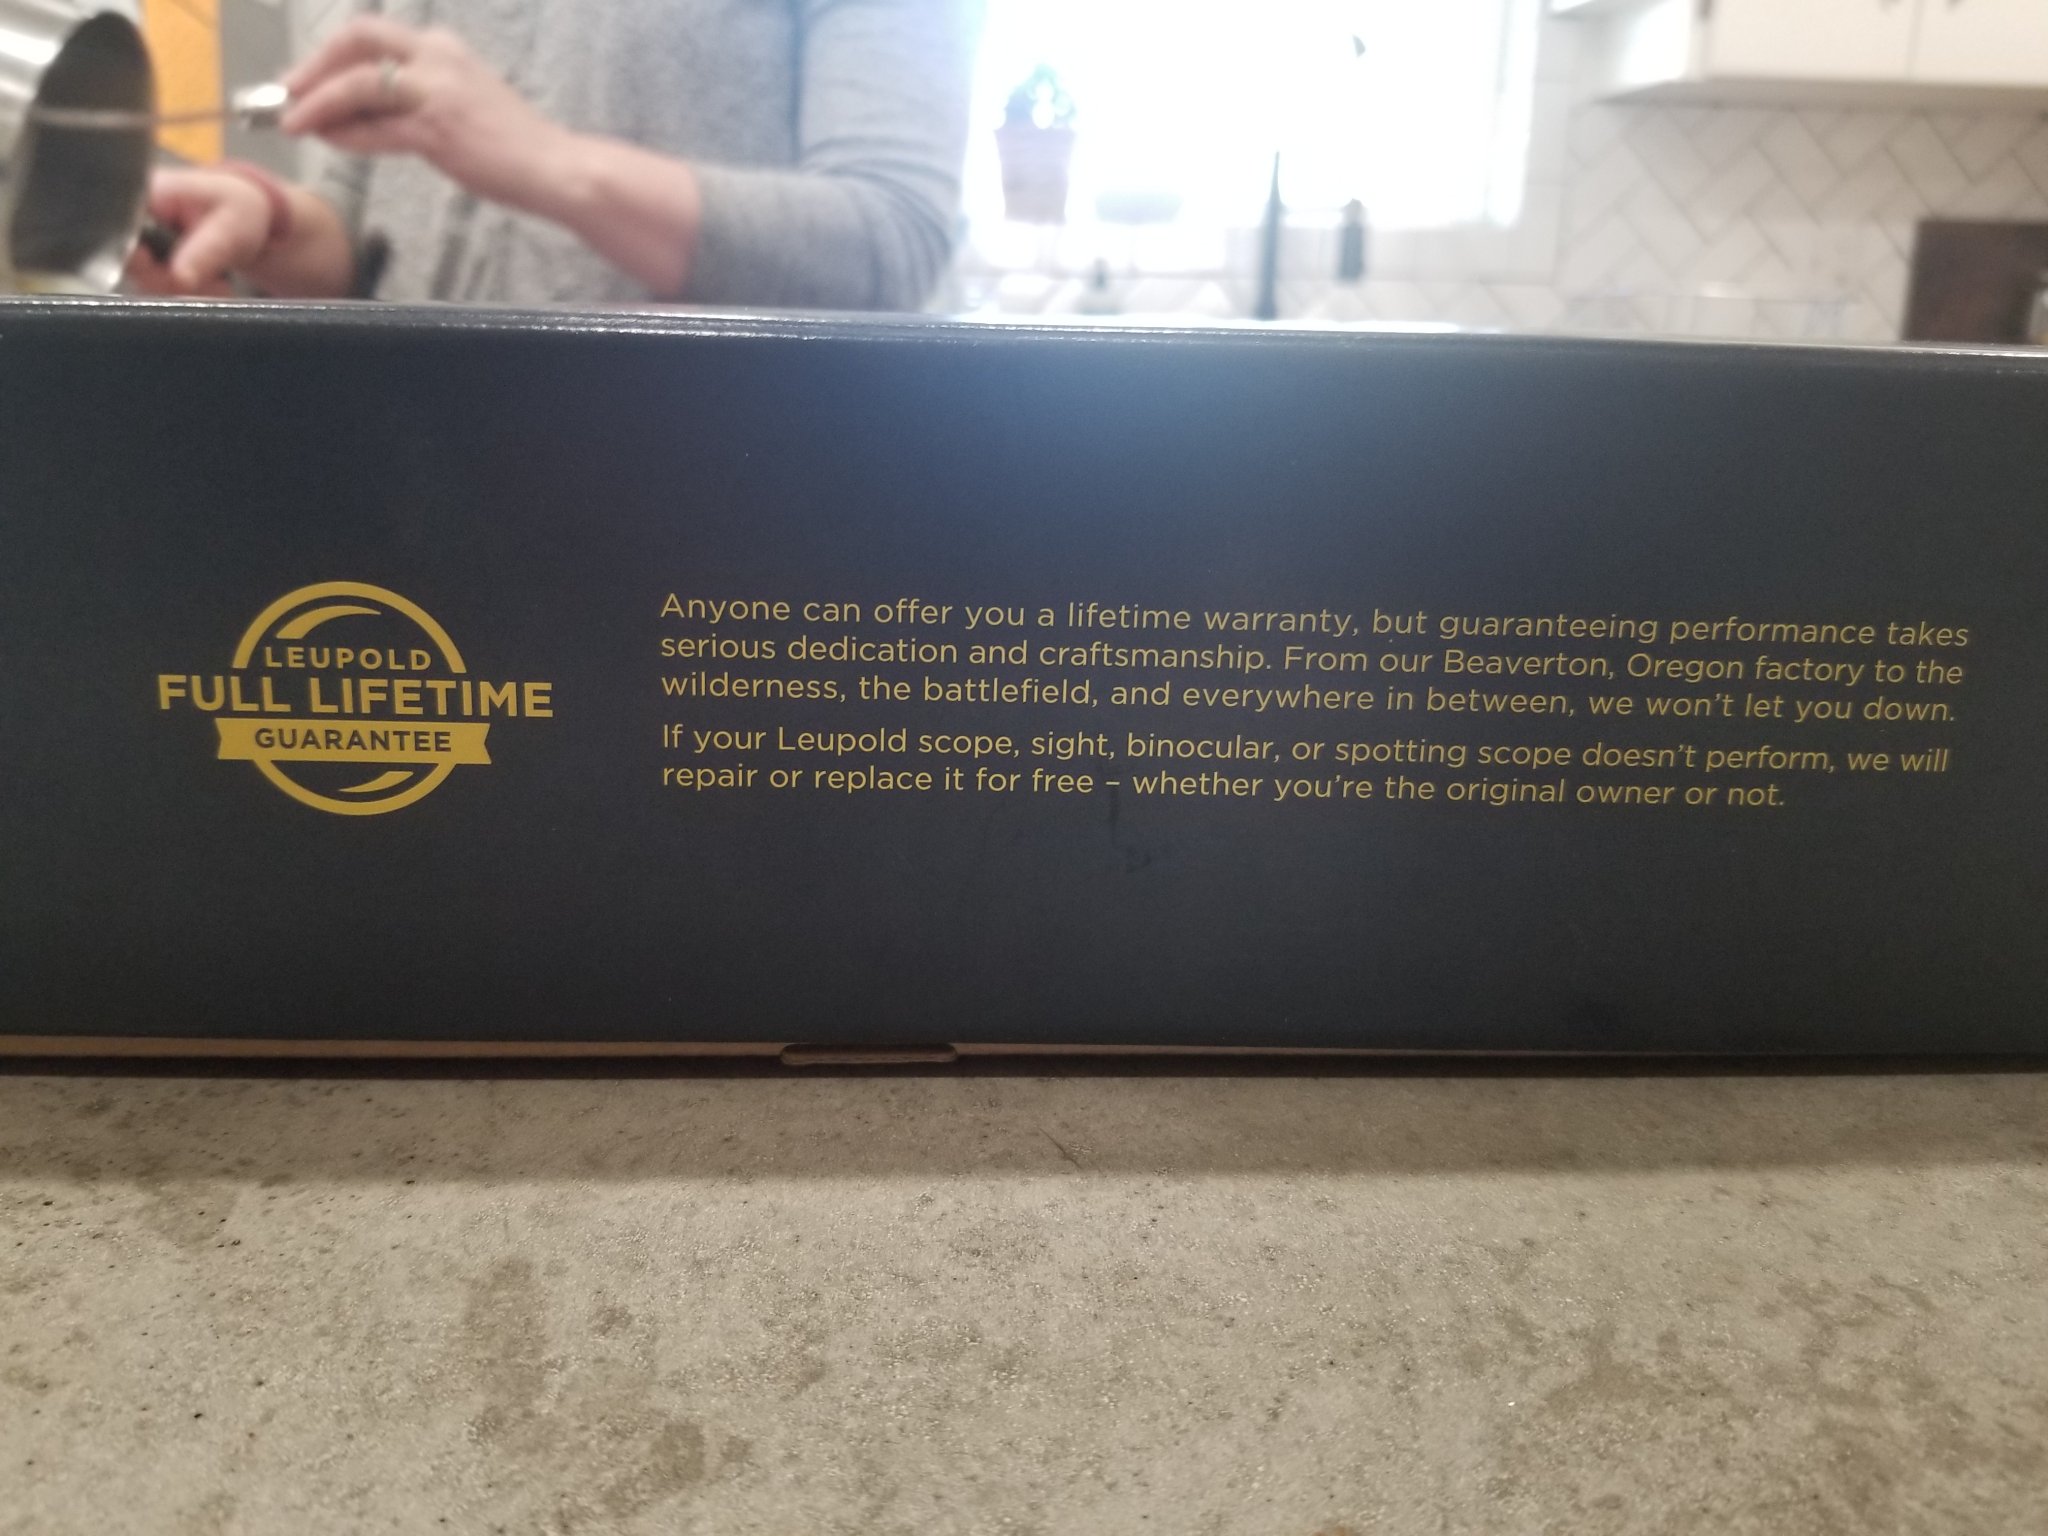 LEUPOLD
FULL LIFETIME
GUARANTEE
Anyone can offer you a lifetime warranty, but guaranteeing performance takes
serious dedication and craftsmanship. From our Beaverton, Oregon factory to the
wilderness, the battlefield, and everywhere in between, we won't let you down.
If your Leupold scope, sight, binocular, or spotting scope doesn't perform, we will
repair or replace it for free – whether you're the original owner or not.